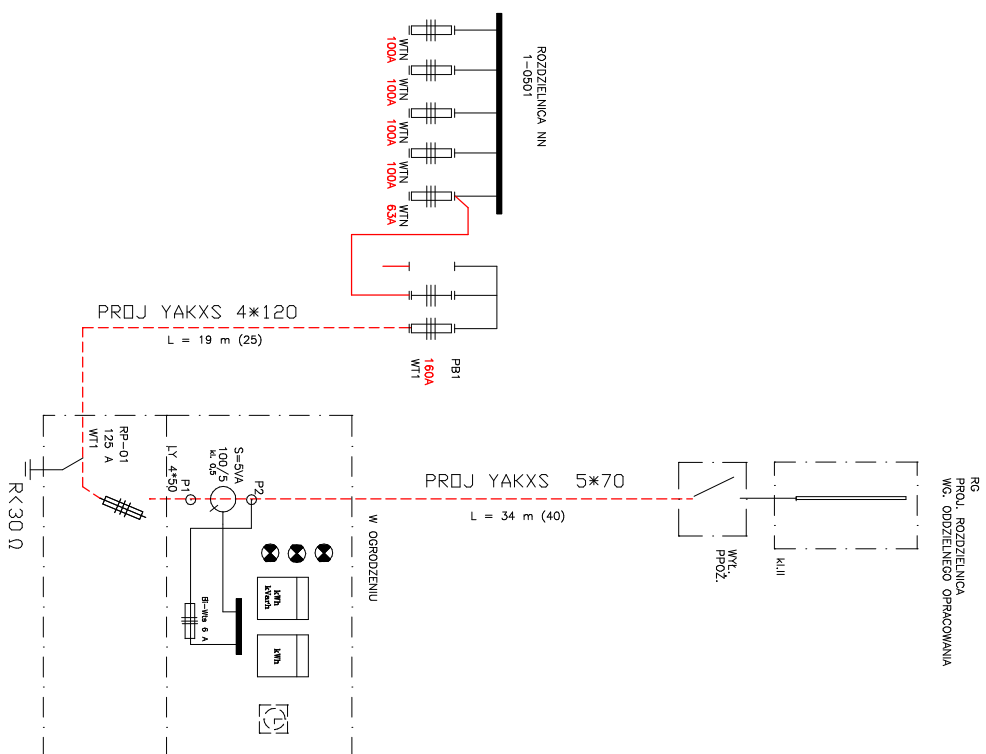 ROZDZIELNICA NN
1-0501
WTN
100A
WTN
100A
WTN
100A
WTN
100A
WTN
63A
PROJ YAKXS 4*120
L = 19 m (25)
PB1
160A
WT1
RP-01
125 A
WT1
LY 4*50
P1
S=5VA
100/5
kl. 0,5
P2
R<30 Ω
W OGRODZENIU
kWh
kVarh
kWh
Bi-Wts 6 A
L
PROJ YAKXS 5*70
L = 34 m (40)
WYŁ.
PPOŻ.
kl.II
RG
PROJ. ROZDZIELNICA
WG. ODDZIELNEGO OPRACOWANIA